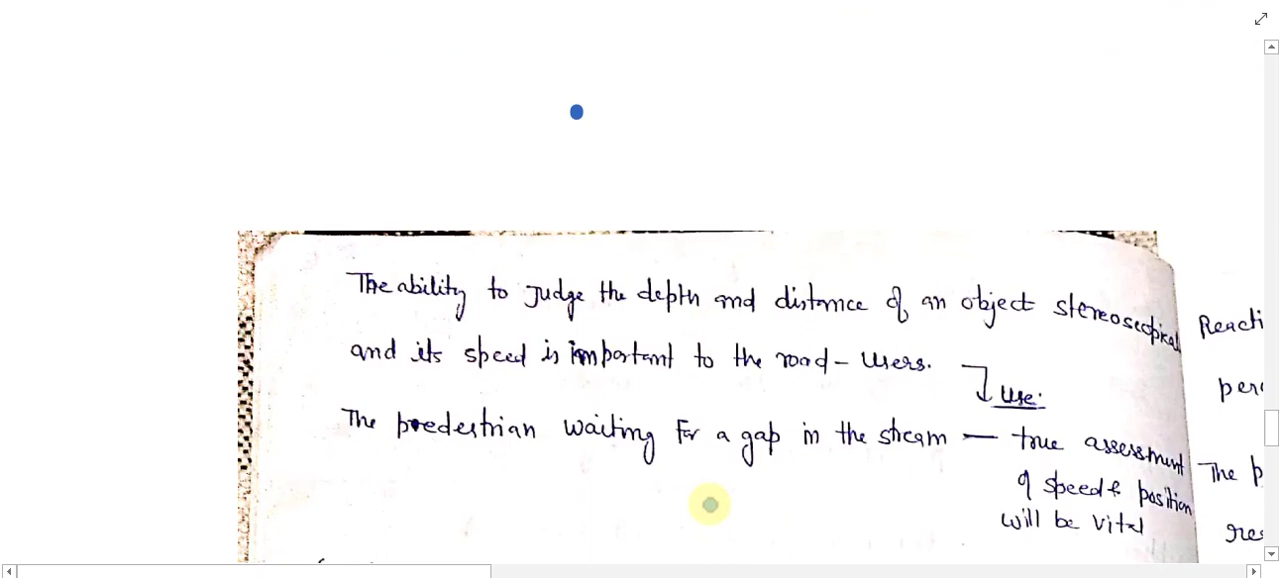 The ability to Judge the depth and distance of an object
and its speed is important to the road- Users.
Use:
The predestrian waiting For a gap in the stream — true assessment
of speed & position
will be vital
Reacti
per
The p
res